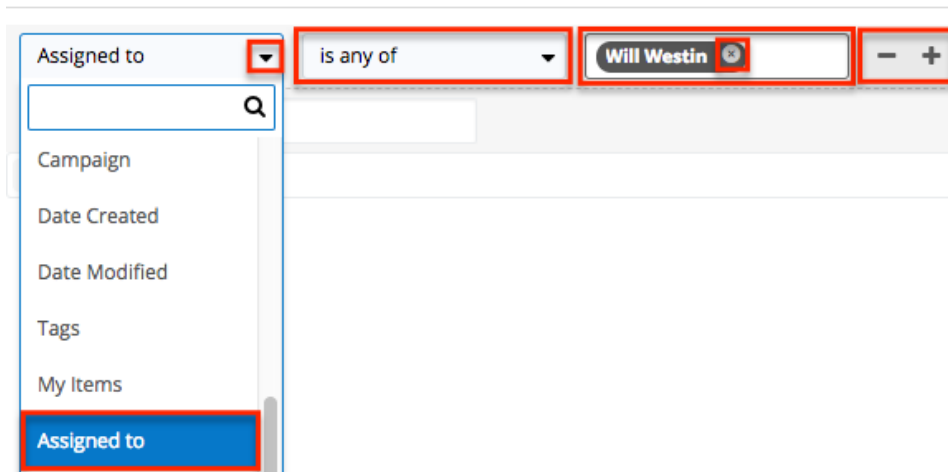 Assigned to is any of Will Westin
Campaign
Date Created
Date Modified
Tags
My Items
Assigned to